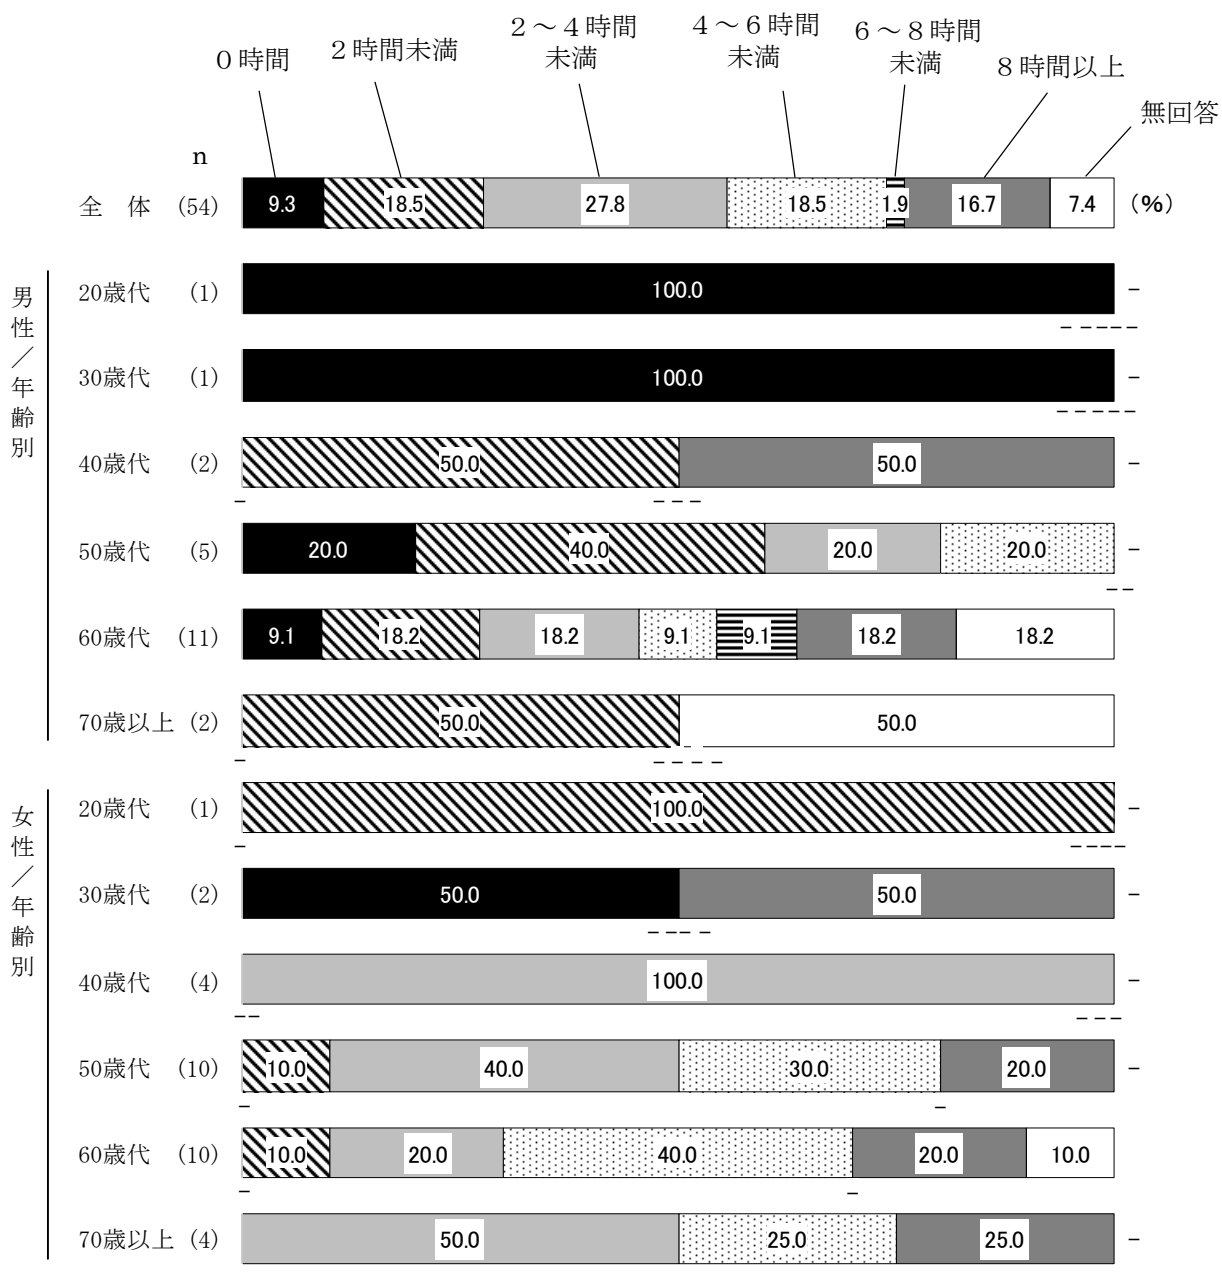 ０時間
２時間未満
２～４時間
未満
４～６時間
未満
６～８時間
未満
８時間以上
無回答
n
全　体 (54) 9.3 18.5 27.8 18.5 1.9 16.7 7.4 (%)
男性／年齢別
20歳代 (1) 100.0 －
－－－－－
30歳代 (1) 100.0 －
－－－－－
40歳代 (2) 50.0 50.0 －
－ －－－
50歳代 (5) 20.0 40.0 20.0 20.0 －
－－
60歳代 (11) 9.1 18.2 18.2 9.1 9.1 18.2 18.2
70歳以上 (2) 50.0 50.0
－ －－－－
女性／年齢別
20歳代 (1) 100.0 －
－ －－－－
30歳代 (2) 50.0 50.0 －
－－－－
40歳代 (4) 100.0 －
－－ －－－－
50歳代 (10) 10.0 40.0 30.0 20.0 －
－ －
60歳代 (10) 10.0 20.0 40.0 20.0 10.0
－ －
70歳以上 (4) 50.0 25.0 25.0 －